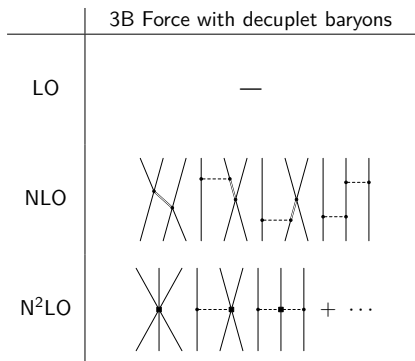 3B Force with decuplet baryons
LO —
NLO
N²LO + ···